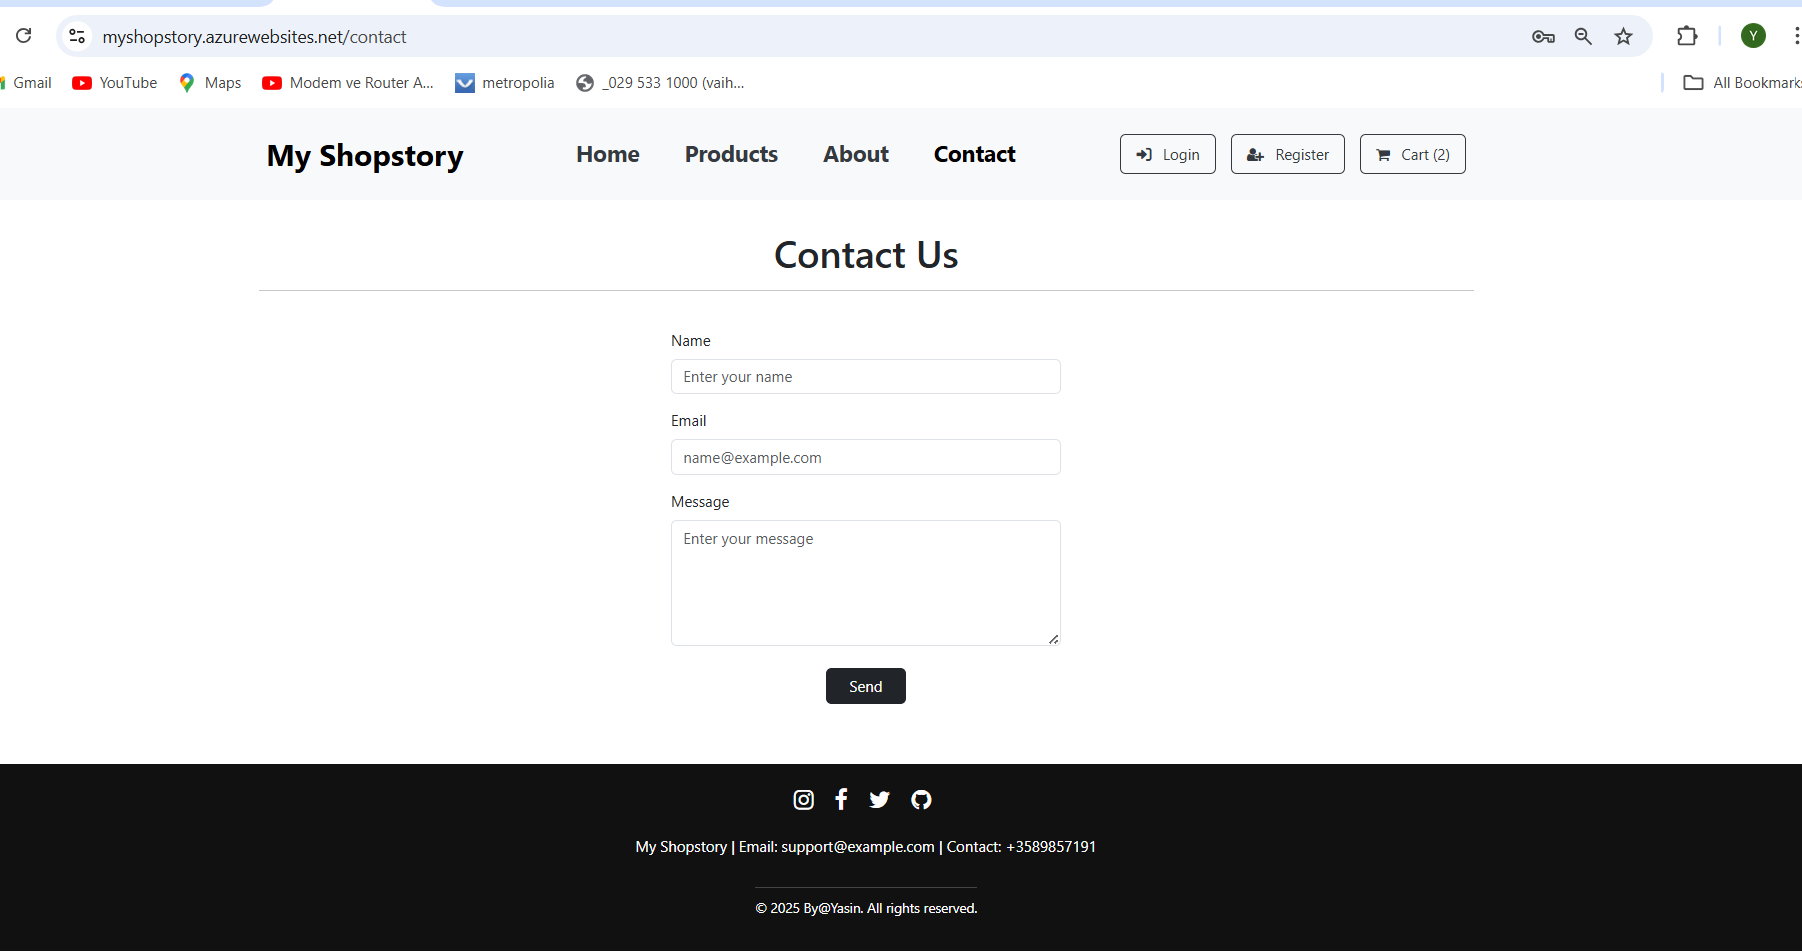 myshopstory.azurewebsites.net/contact
Y
Gmail YouTube Maps Modem ve Router A... metropolia _029 533 1000 (vaih... All Bookmarks
My Shopstory Home Products About Contact Login Register Cart (2)
Contact Us
Name
Enter your name
Email
name@example.com
Message
Enter your message
Send
My Shopstory | Email: support@example.com | Contact: +3589857191
© 2025 By@Yasin. All rights reserved.